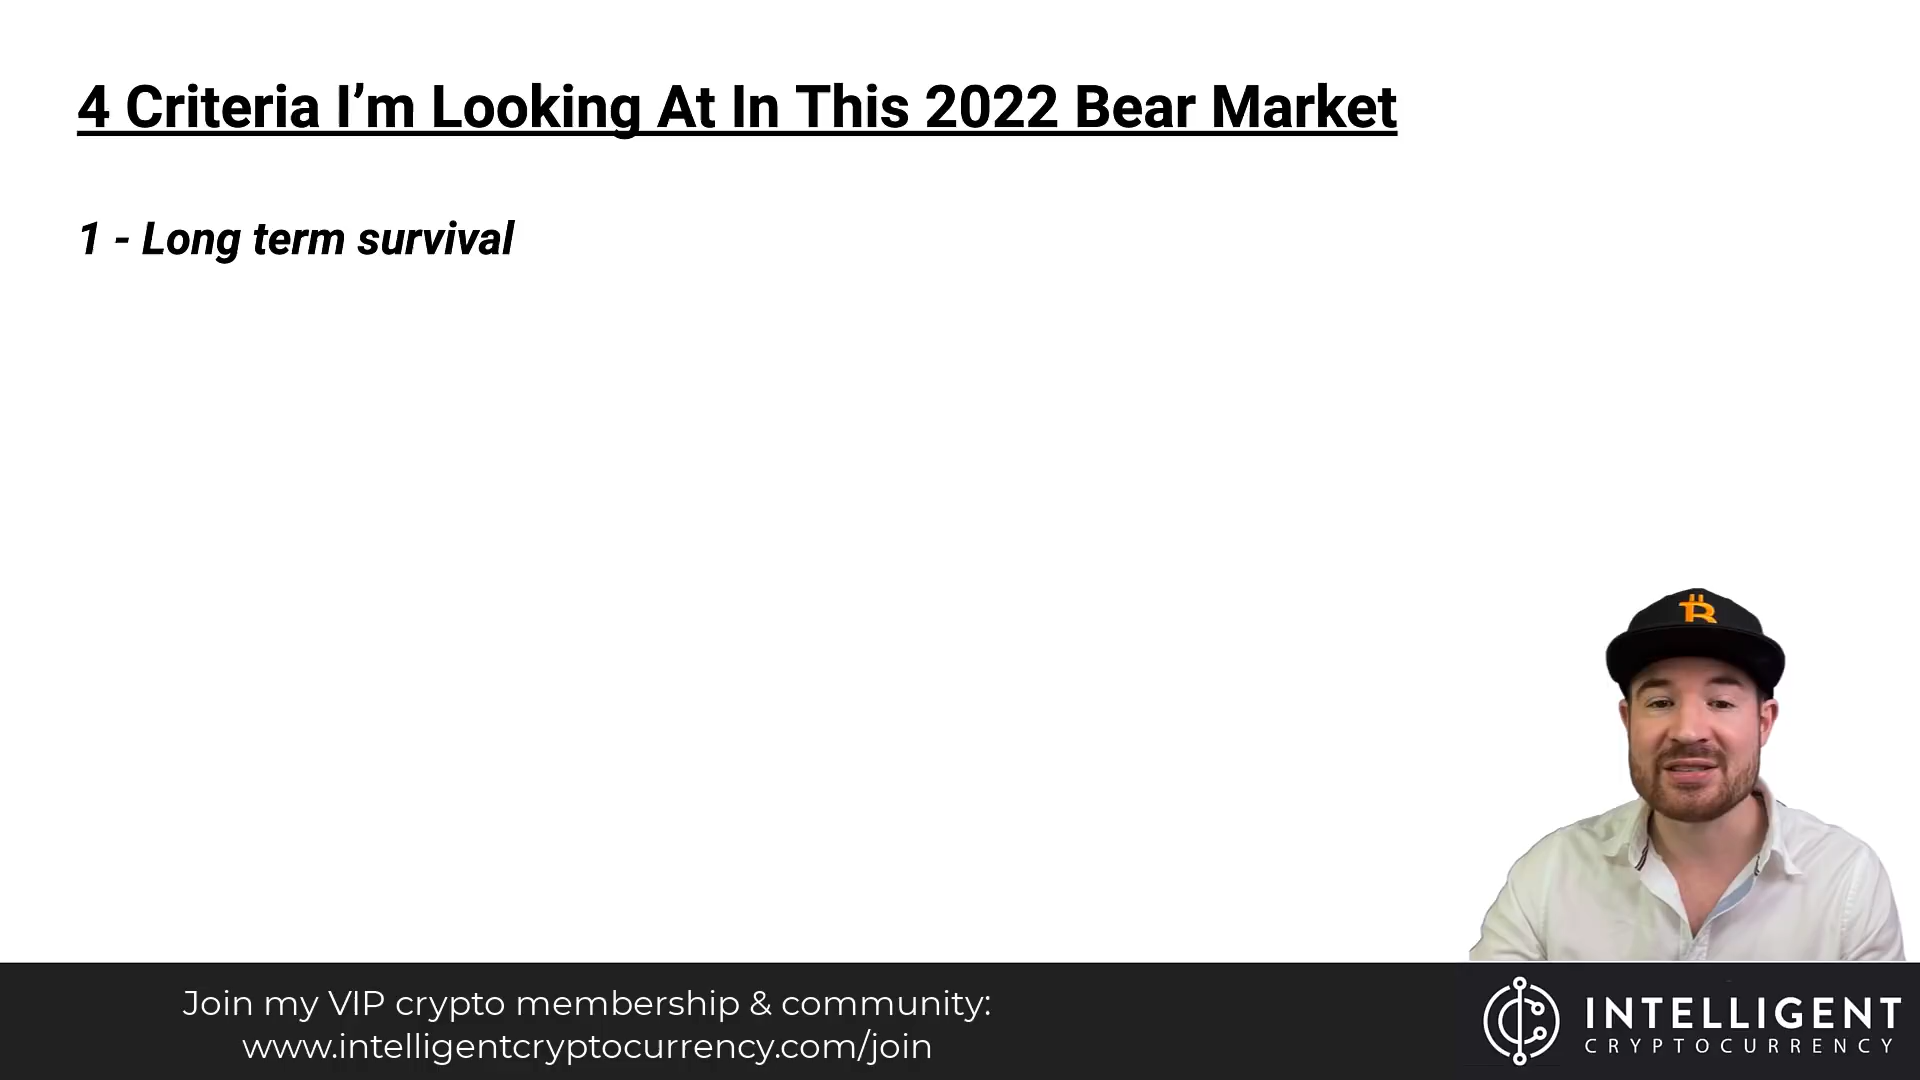 4 Criteria I’m Looking At In This 2022 Bear Market
1 - Long term survival
Join my VIP crypto membership & community:
www.intelligentcryptocurrency.com/join
INTELLIGENT
CRYPTOCURRENCY